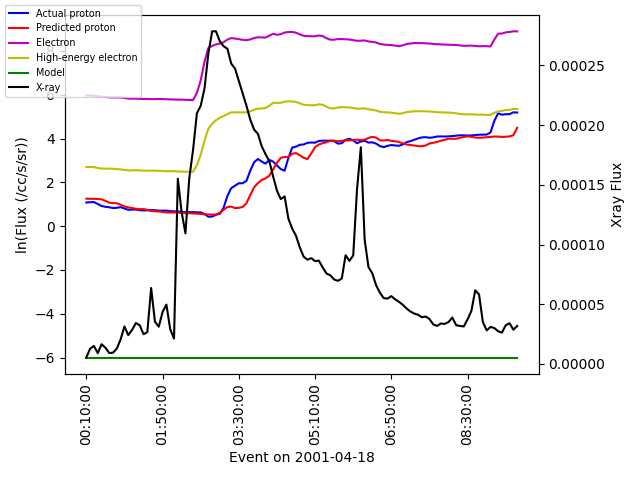 Actual proton
Predicted proton
Electron
High-energy electron
Model
X-ray
6
4
2
0
−2
−4
−6
ln(Flux (/cc/s/sr))
0.00025
0.00020
0.00015
0.00010
0.00005
0.00000
Xray Flux
00:10:00
01:50:00
03:30:00
05:10:00
06:50:00
08:30:00
Event on 2001-04-18